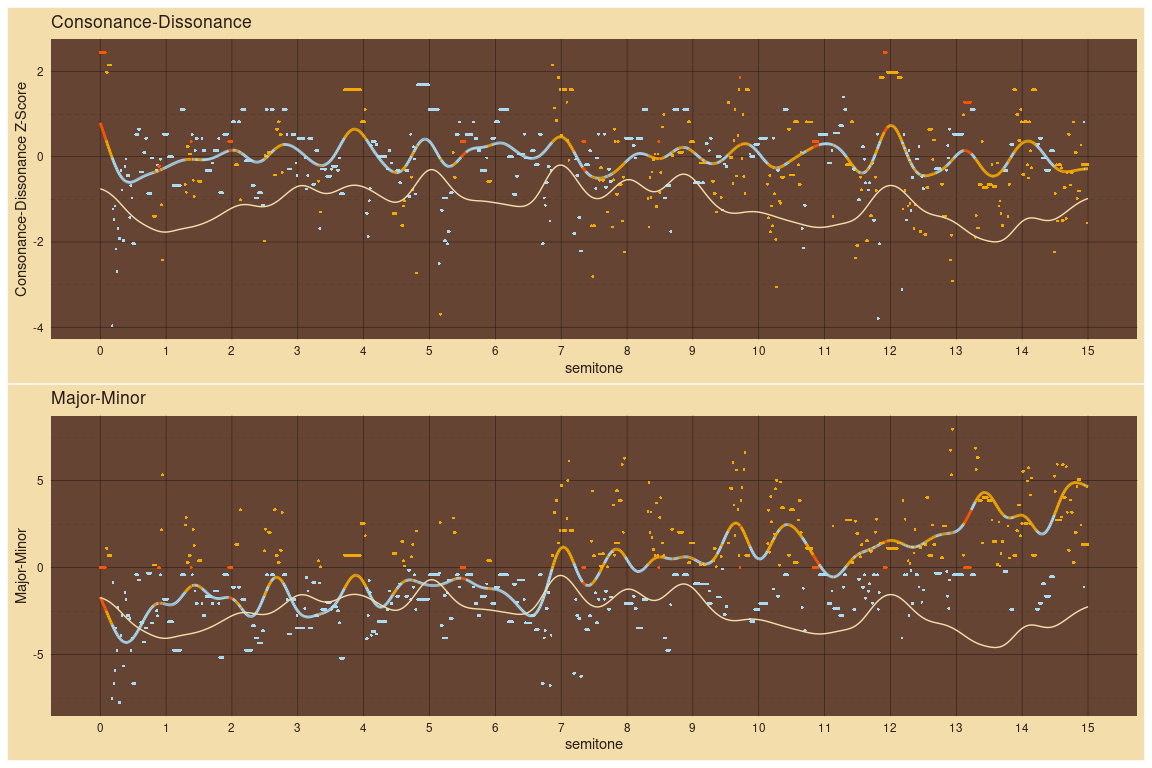 Consonance-Dissonance
Consonance-Dissonance Z-Score
2
0
-2
-4
0 1 2 3 4 5 6 7 8 9 10 11 12 13 14 15
semitone
Major-Minor
Major-Minor
5
0
-5
0 1 2 3 4 5 6 7 8 9 10 11 12 13 14 15
semitone